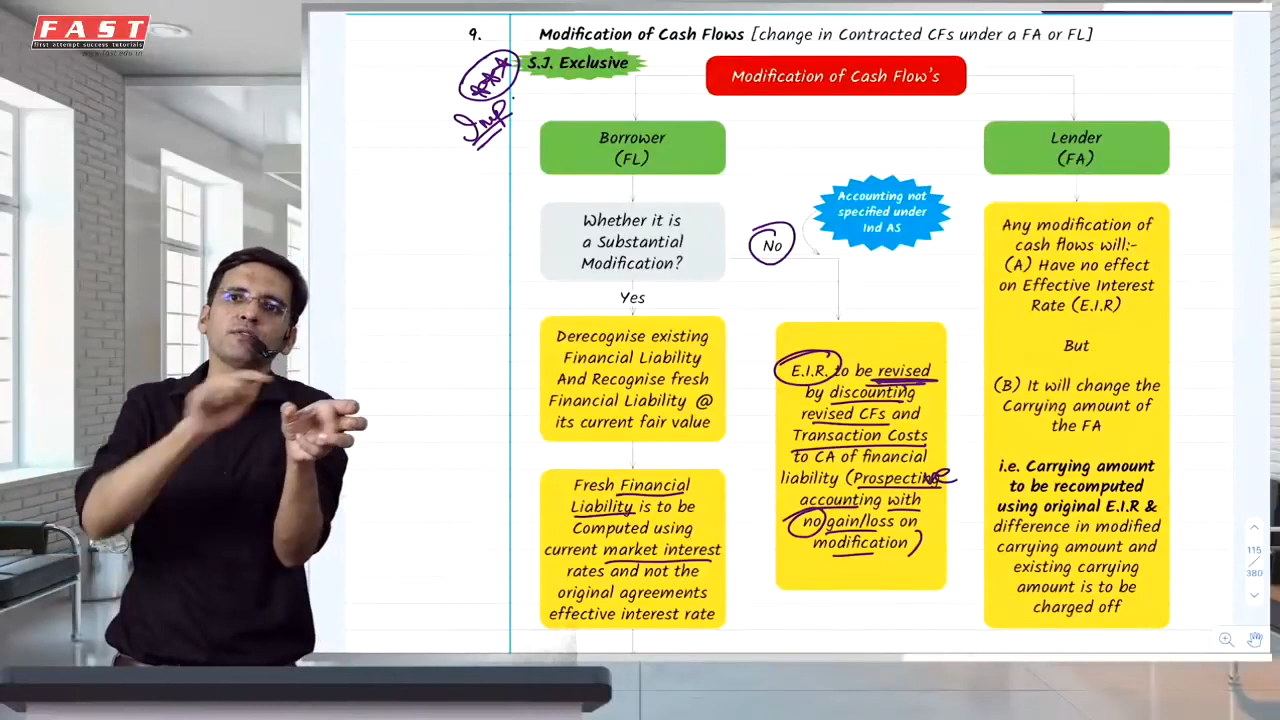 FAST
first attempt success tutorials
www.fast.edu.in
9. Modification of Cash Flows [change in Contracted CFs under a FA or FL]
S.J. Exclusive
Imp
Modification of Cash Flow's
Borrower
(FL)
Whether it is
a Substantial
Modification?
Yes
Derecognise existing
Financial Liability
And Recognise fresh
Financial Liability @
its current fair value
Fresh Financial
Liability is to be
Computed using
current market interest
rates and not the
original agreements
effective interest rate
No
Accounting not
specified under
Ind AS
E.I.R. to be revised
by discounting
revised CFs and
Transaction Costs
to CA of financial
liability (Prospective
accounting with
no gain/loss on
modification)
Lender
(FA)
Any modification of
cash flows will:-
(A) Have no effect
on Effective Interest
Rate (E.I.R)
But
(B) It will change the
Carrying amount of
the FA
i.e. Carrying amount
to be recomputed
using original E.I.R &
difference in modified
carrying amount and
existing carrying
amount is to be
charged off
115
380